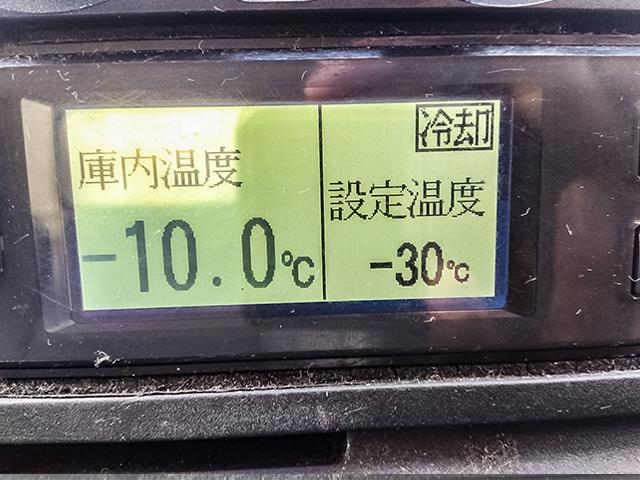 庫内温度
-10.0℃
冷却
設定温度
-30℃